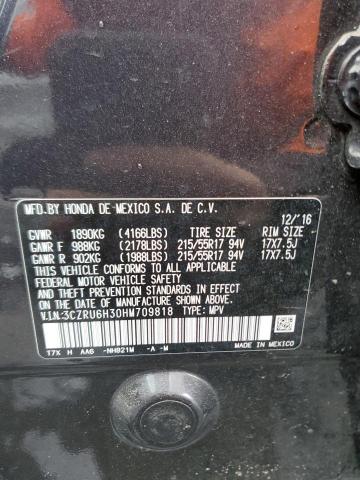 MFD.BY HONDA DE MEXICO S.A. DE C.V.
12/'16
GVWR 1890KG (4166LBS) TIRE SIZE RIM SIZE
GAWR F 988KG (2178LBS) 215/55R17 94V 17X7.5J
GAWR R 902KG (1988LBS) 215/55R17 94V 17X7.5J
THIS VEHICLE CONFORMS TO ALL APPLICABLE
FEDERAL MOTOR VEHICLE SAFETY AND THEFT
PREVENTION STANDARDS IN EFFECT ON THE DATE
OF MANUFACTURE SHOWN ABOVE.
V.I.N:3CZRU6H30HM709818 TYPE: MPV
17X H AA6 -NH821M -A -M
MADE IN MEXICO